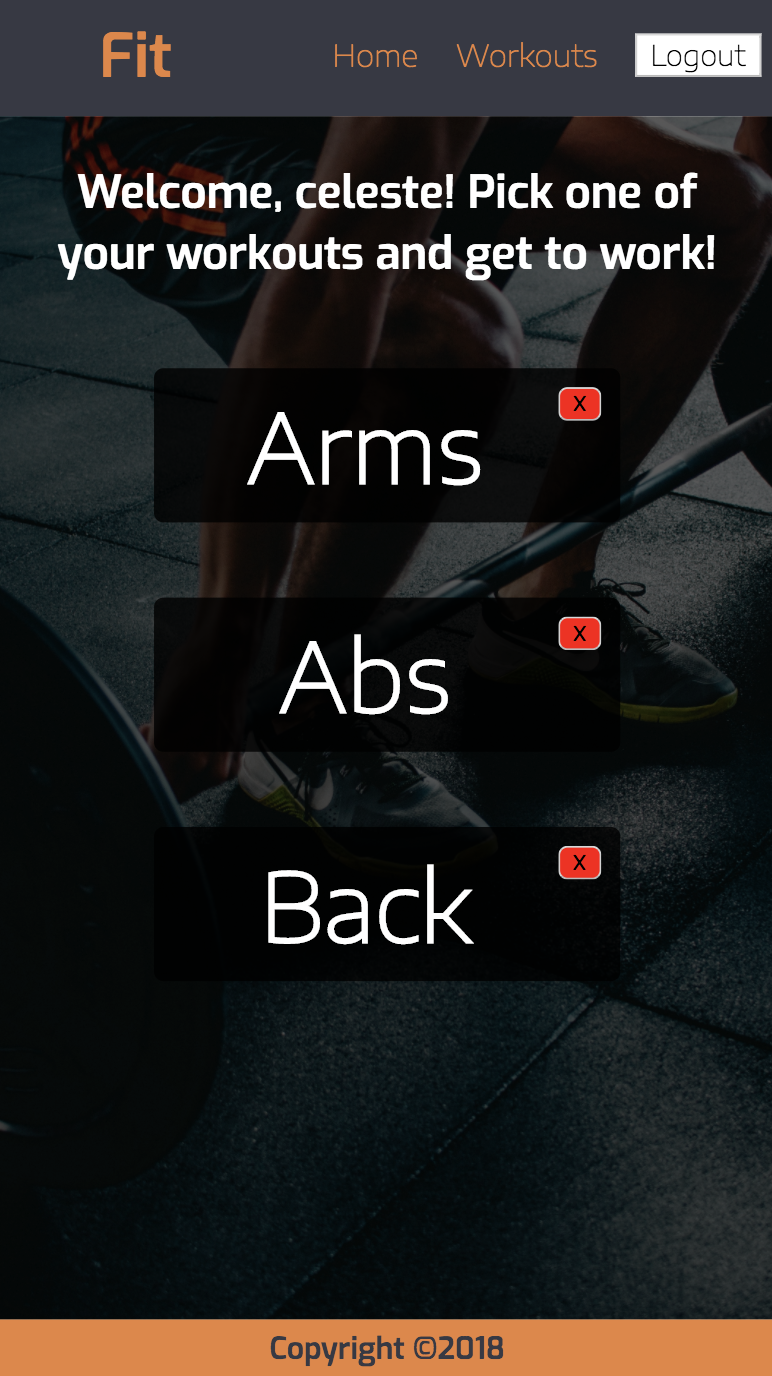 Fit Home Workouts Logout
Welcome, celeste! Pick one of
your workouts and get to work!
X
Arms
X
Abs
X
Back
Copyright ©2018